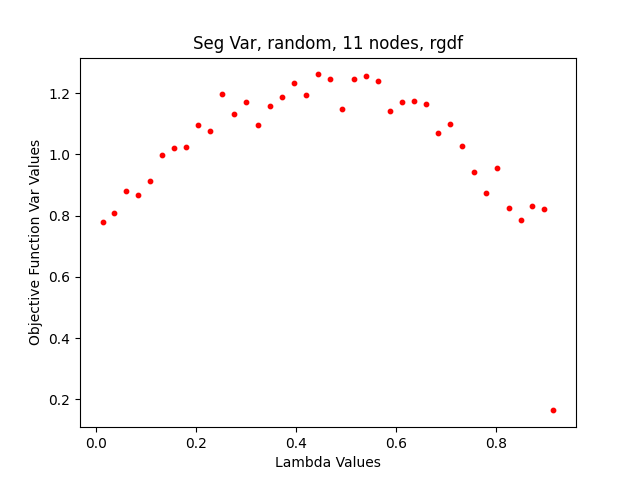 Seg Var, random, 11 nodes, rgdf
Objective Function Var Values
1.2
1.0
0.8
0.6
0.4
0.2
0.0 0.2 0.4 0.6 0.8
Lambda Values